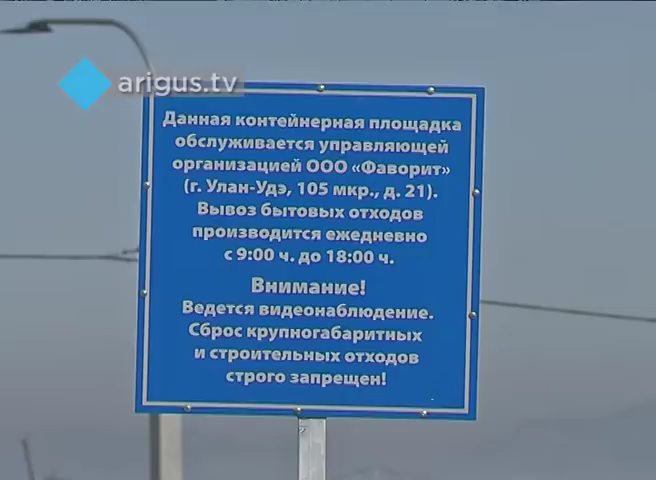 arigus.tv
Данная контейнерная площадка
обслуживается управляющей
организацией ООО «Фаворит»
(г. Улан-Удэ, 105 мкр., д. 21).
Вывоз бытовых отходов
производится ежедневно
с 9:00 ч. до 18:00 ч.
Внимание!
Ведется видеонаблюдение.
Сброс крупногабаритных
и строительных отходов
строго запрещен!